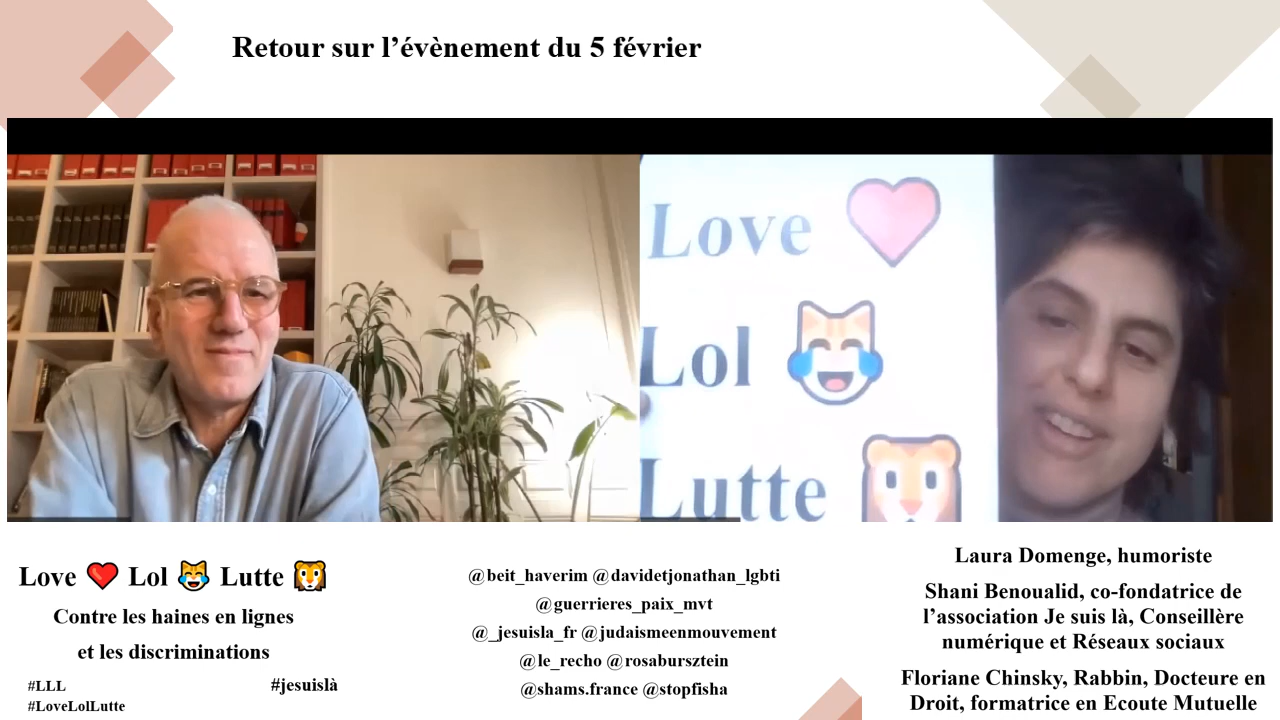 Retour sur l’évènement du 5 février
Love
Lol
Lutte
Love ❤️ Lol 😹 Lutte 🦁
Contre les haines en lignes
et les discriminations
#LLL
#jesuislà
#LoveLolLutte
@beit_haverim @davidetjonathan_lgbti
@guerrieres_paix_mvt
@_jesuisla_fr @judaismeenmouvement
@le_recho @rosabursztein
@shams.france @stopfisha
Laura Domenge, humoriste
Shani Benoualid, co-fondatrice de
l’association Je suis là, Conseillère
numérique et Réseaux sociaux
Floriane Chinsky, Rabbin, Docteure en
Droit, formatrice en Ecoute Mutuelle